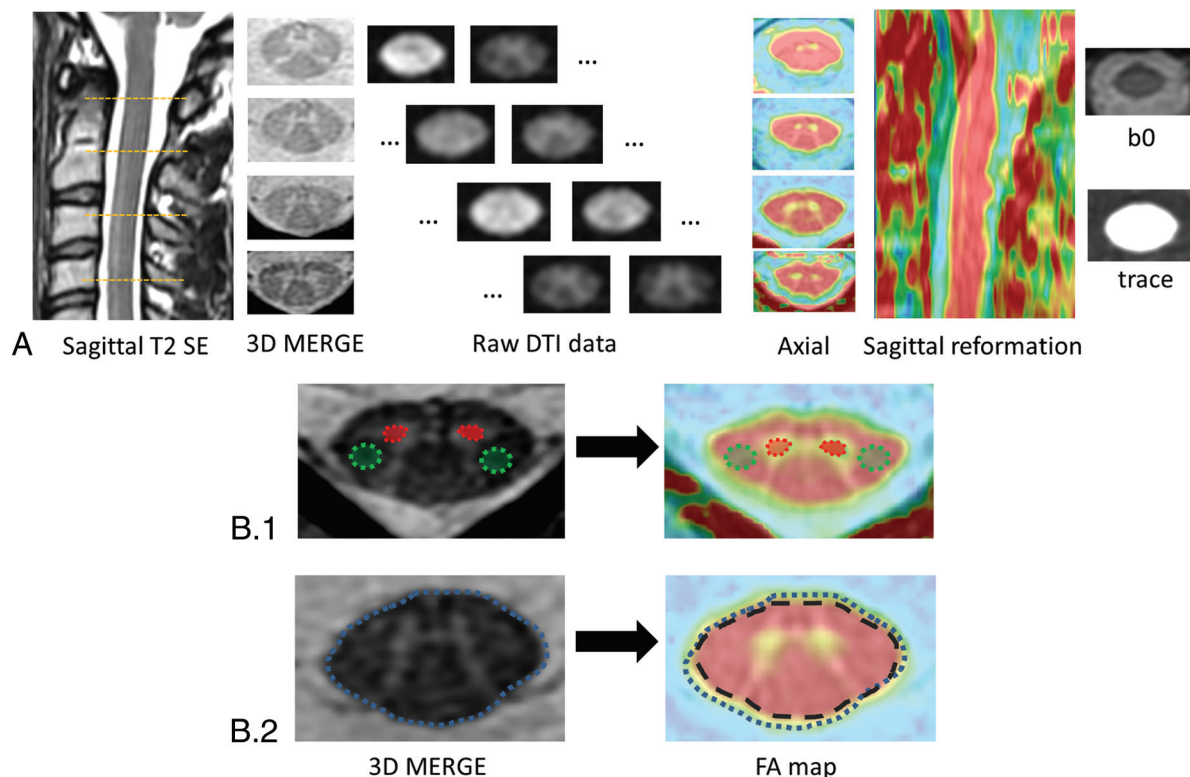 ...
b0
...
...
... ...
trace
...
A Sagittal T2 SE 3D MERGE Raw DTI data Axial Sagittal reformation
B.1
B.2
3D MERGE FA map